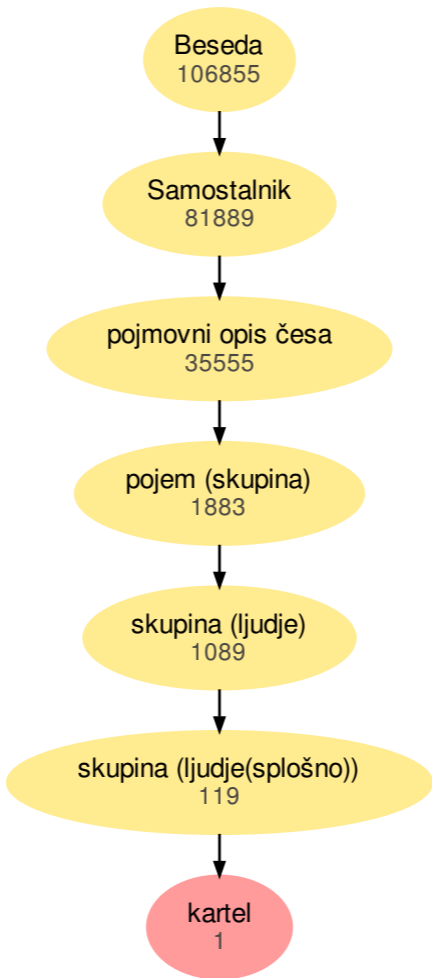 Beseda
106855
Samostalnik
81889
pojmovni opis česa
35555
pojem (skupina)
1883
skupina (ljudje)
1089
skupina (ljudje(splošno))
119
kartel
1